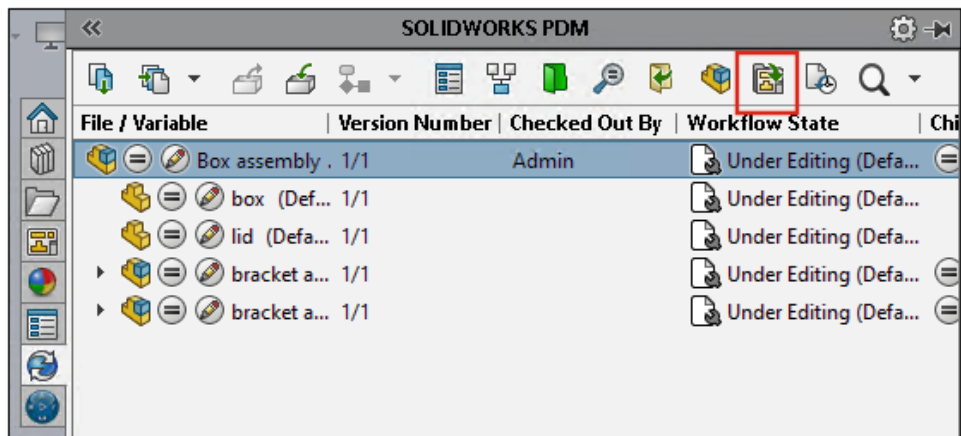 SOLIDWORKS PDM
File / Variable Version Number Checked Out By Workflow State Chi
Box assembly . 1/1 Admin Under Editing (Defa...
box (Def... 1/1 Under Editing (Defa...
lid (Defa... 1/1 Under Editing (Defa...
bracket a... 1/1 Under Editing (Defa...
bracket a... 1/1 Under Editing (Defa...